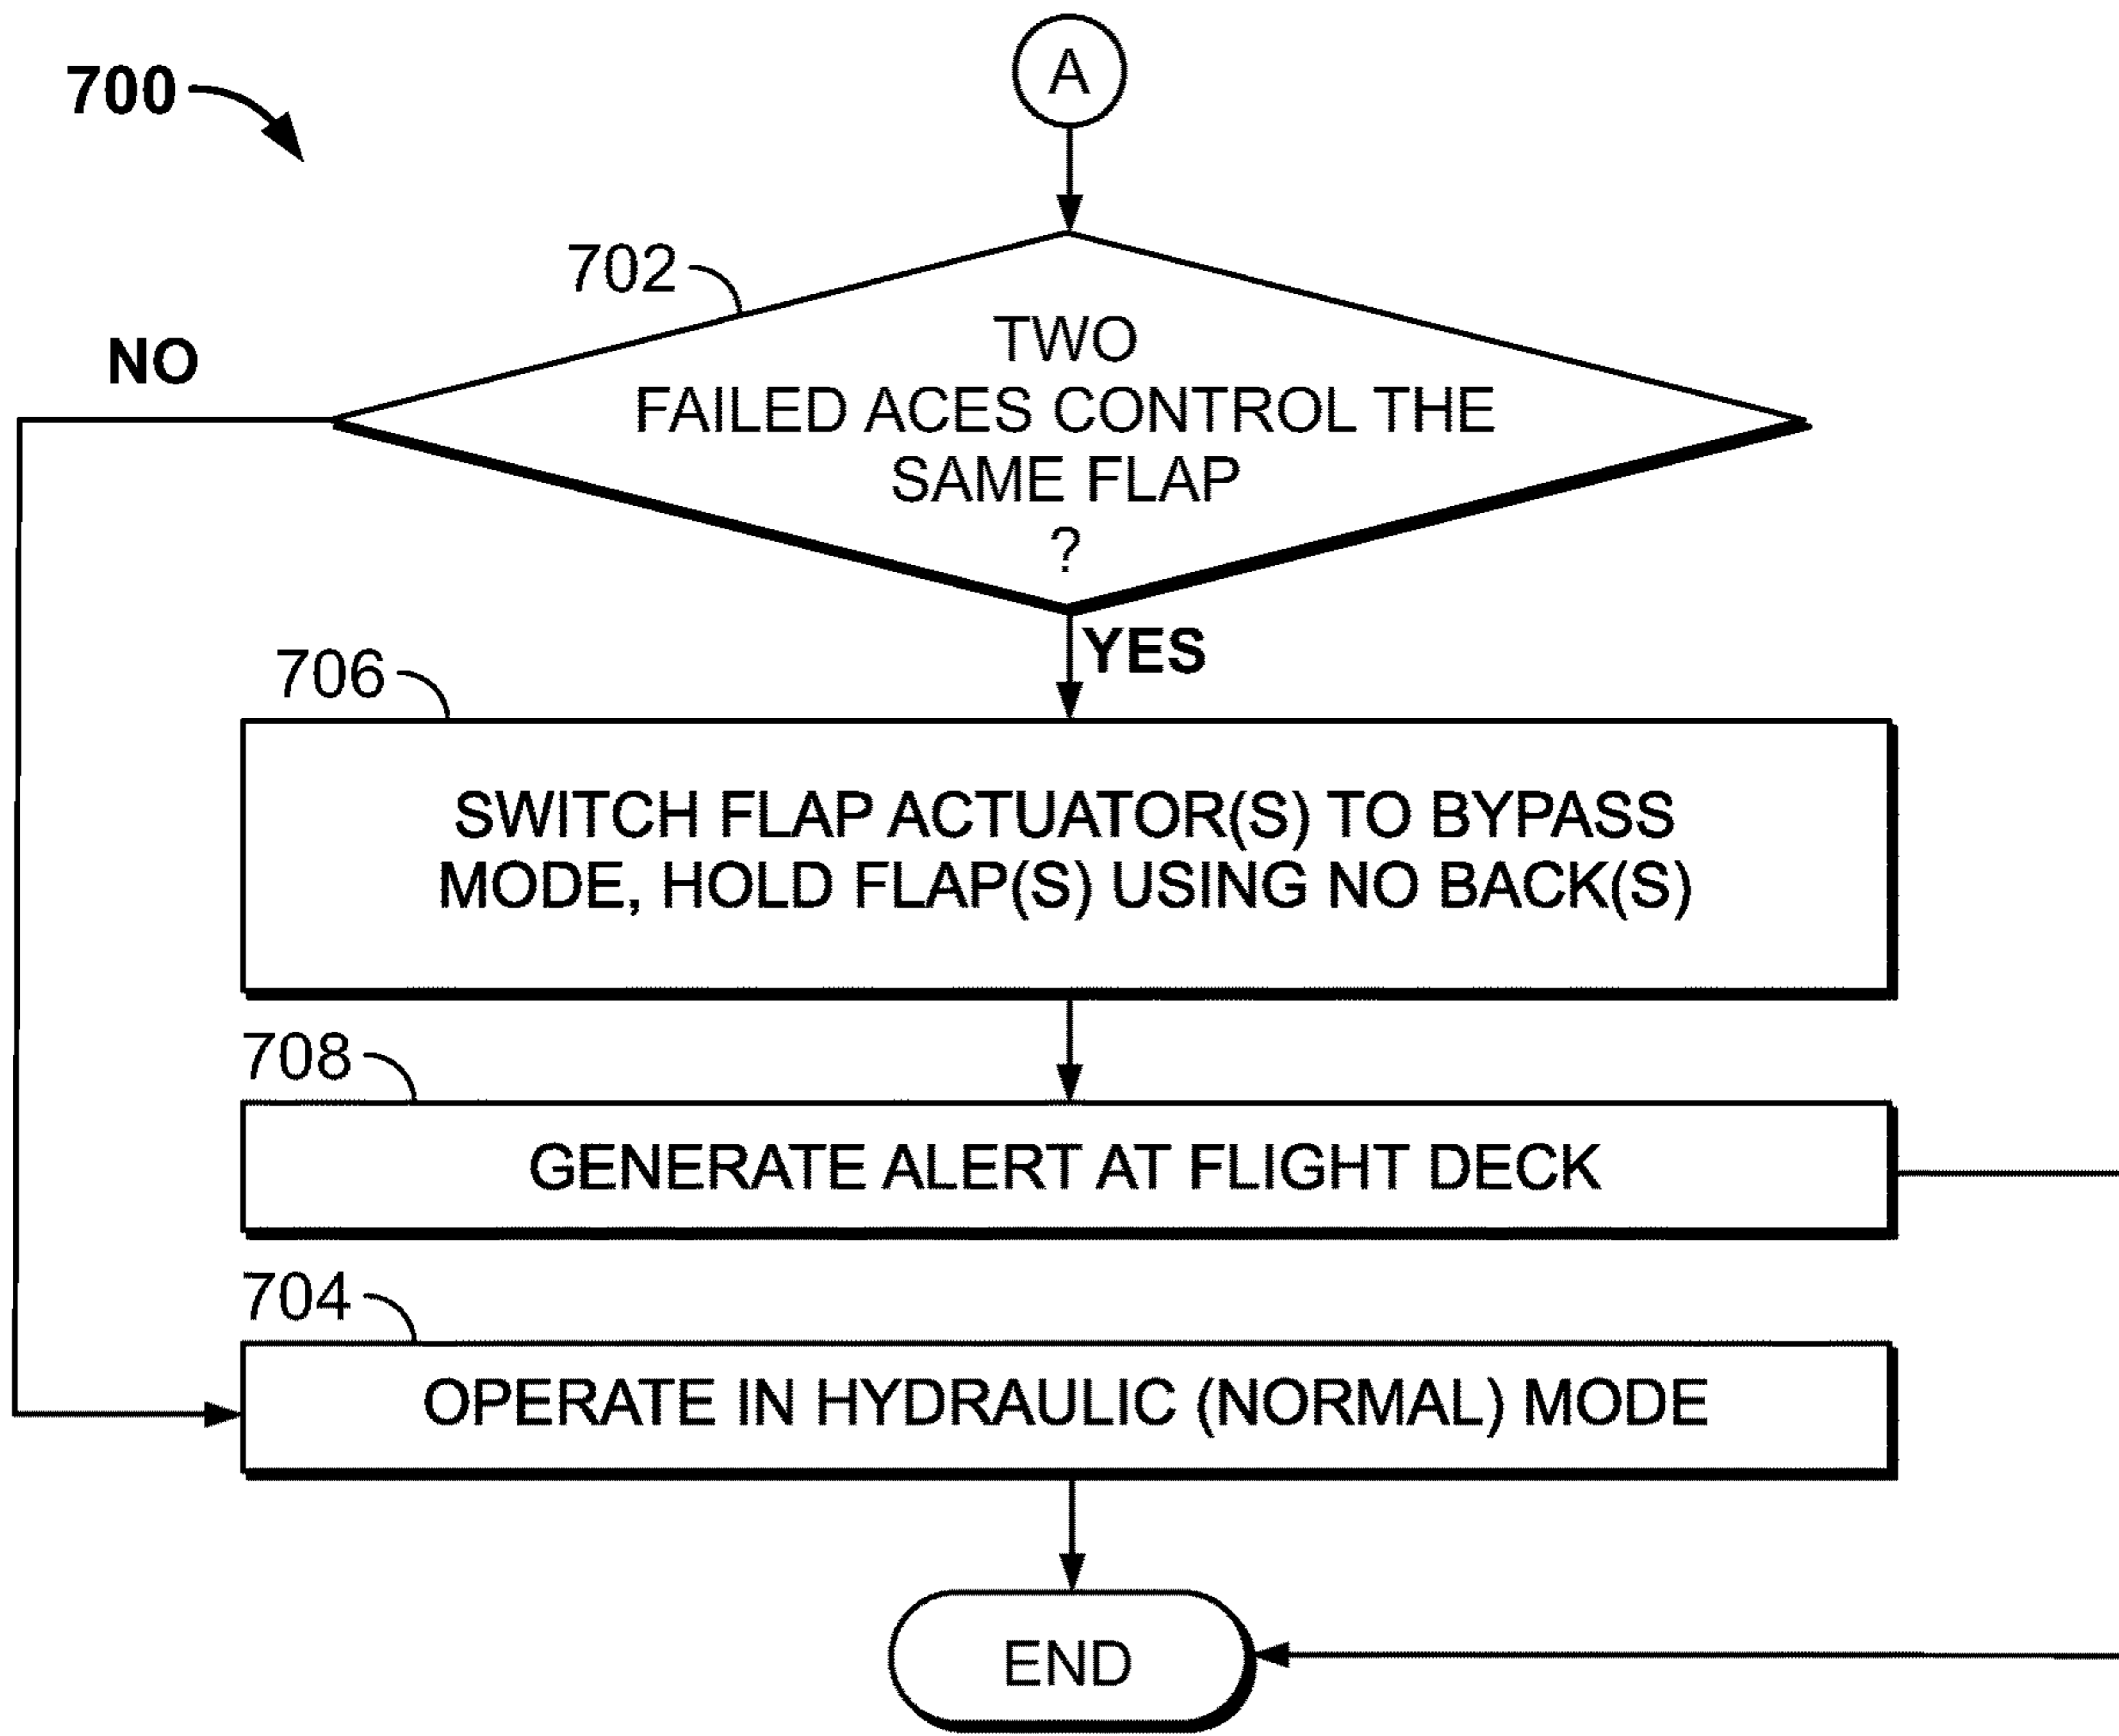 A
700
702
NO
TWO
FAILED ACES CONTROL THE
SAME FLAP
?
YES
706
SWITCH FLAP ACTUATOR(S) TO BYPASS
MODE, HOLD FLAP(S) USING NO BACK(S)
708
GENERATE ALERT AT FLIGHT DECK
704
OPERATE IN HYDRAULIC (NORMAL) MODE
END